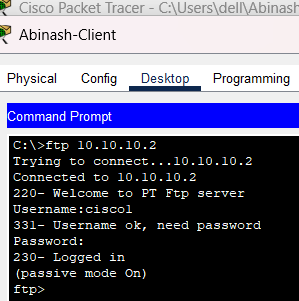 Cisco Packet Tracer - C:\Users\dell\Abinash
Abinash-Client
Physical Config Desktop Programming
Command Prompt
C:\>ftp 10.10.10.2
Trying to connect...10.10.10.2
Connected to 10.10.10.2
220- Welcome to PT Ftp server
Username:cisco1
331- Username ok, need password
Password:
230- Logged in
(passive mode On)
ftp>